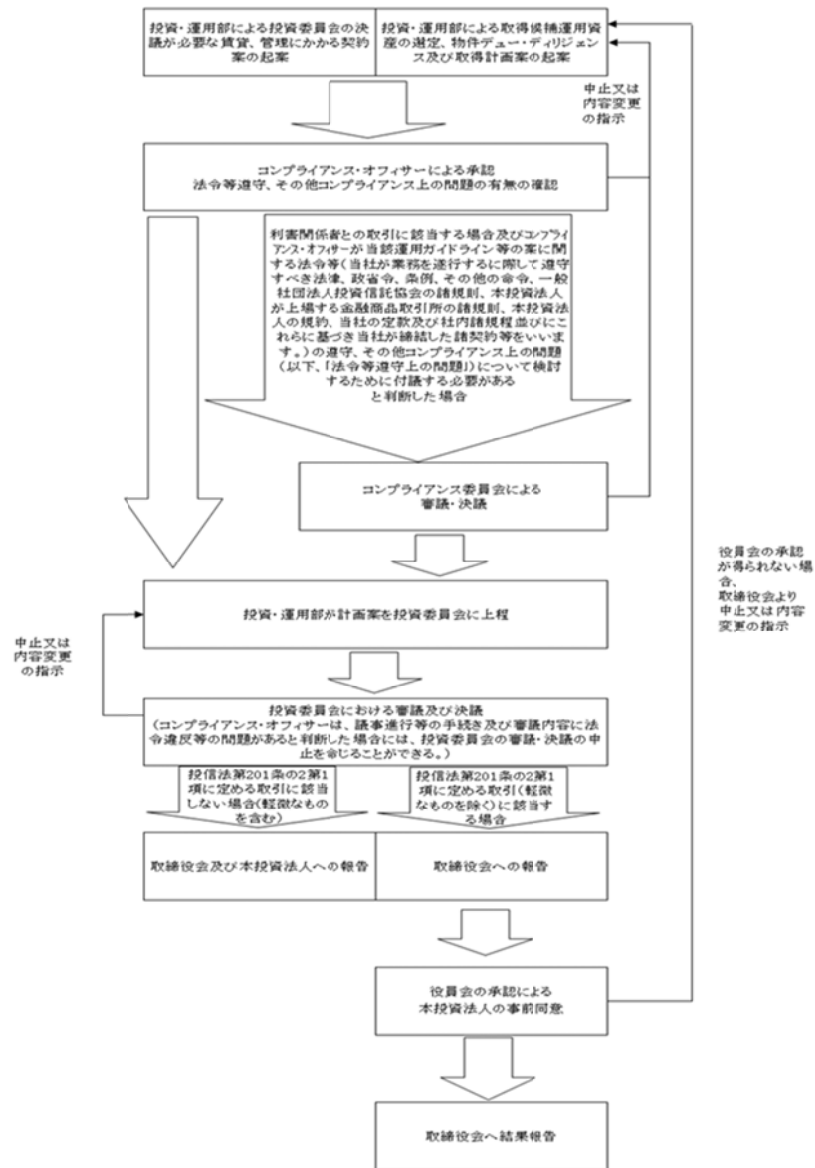 投資・運用部による投資委員会の決
議が必要な賃貸、管理にかかる契約
案の起案
投資・運用部による取得候補運用資
産の選定、物件デュー・ディリジェン
ス及び取得計画案の起案
中止又は
内容変更
の指示
コンプライアンス・オフィサーによる承認
法令等遵守、その他コンプライアンス上の問題の有無の確認
利害関係者との取引に該当する場合及びコンプライ
アンス・オフィサーが当該運用ガイドライン等の案に関
する法令等(当社が業務を遂行するに際して遵守
すべき法律、政省令、条例、その他の命令、一般
社団法人投資信託協会の諸規則、本投資法人
が上場する金融商品取引所の諸規則、本投資法
人の規約、当社の定款及び社内諸規程並びにこ
れらに基づき当社が締結した諸契約等をいいま
す。)の遵守、その他コンプライアンス上の問題
(以下、「法令等遵守上の問題」)について検討
するために付議する必要がある
と判断した場合
コンプライアンス委員会による
審議・決議
役員会の承認
が得られない場
合、
取締役会より
中止又は内容
変更の指示
投資・運用部が計画案を投資委員会に上程
中止又は
内容変更
の指示
投資委員会における審議及び決議
(コンプライアンス・オフィサーは、議事進行等の手続き及び審議内容に法
令違反等の問題があると判断した場合には、投資委員会の審議・決議の中
止を命じることができる。)
投信法第201条の2第1
項に定める取引に該当
しない場合(軽微なもの
を含む)
投信法第201条の2第1
項に定める取引(軽微
なものを除く)に該当す
る場合
取締役会及び本投資法人への報告
取締役会への報告
役員会の承認による
本投資法人の事前同意
取締役会へ結果報告